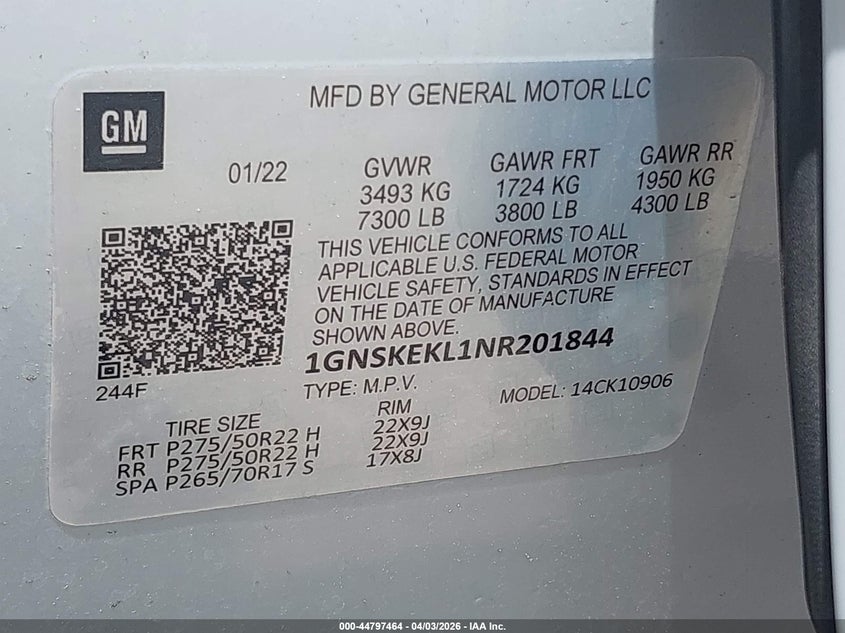 MFD BY GENERAL MOTOR LLC
GM
01/22
GVWR GAWR FRT GAWR RR
3493 KG 1724 KG 1950 KG
7300 LB 3800 LB 4300 LB
THIS VEHICLE CONFORMS TO ALL
APPLICABLE U.S. FEDERAL MOTOR
VEHICLE SAFETY, STANDARDS IN EFFECT
ON THE DATE OF MANUFACTURE
SHOWN ABOVE.
1GNSKEKL1NR201844
244F
TYPE: M.P.V. MODEL: 14CK10906
TIRE SIZE RIM
FRT P275/50R22 H 22X9J
RR P275/50R22 H 22X9J
SPA P265/70R17 S 17X8J
000-44797464 - 04/03/2026 - IAA Inc.